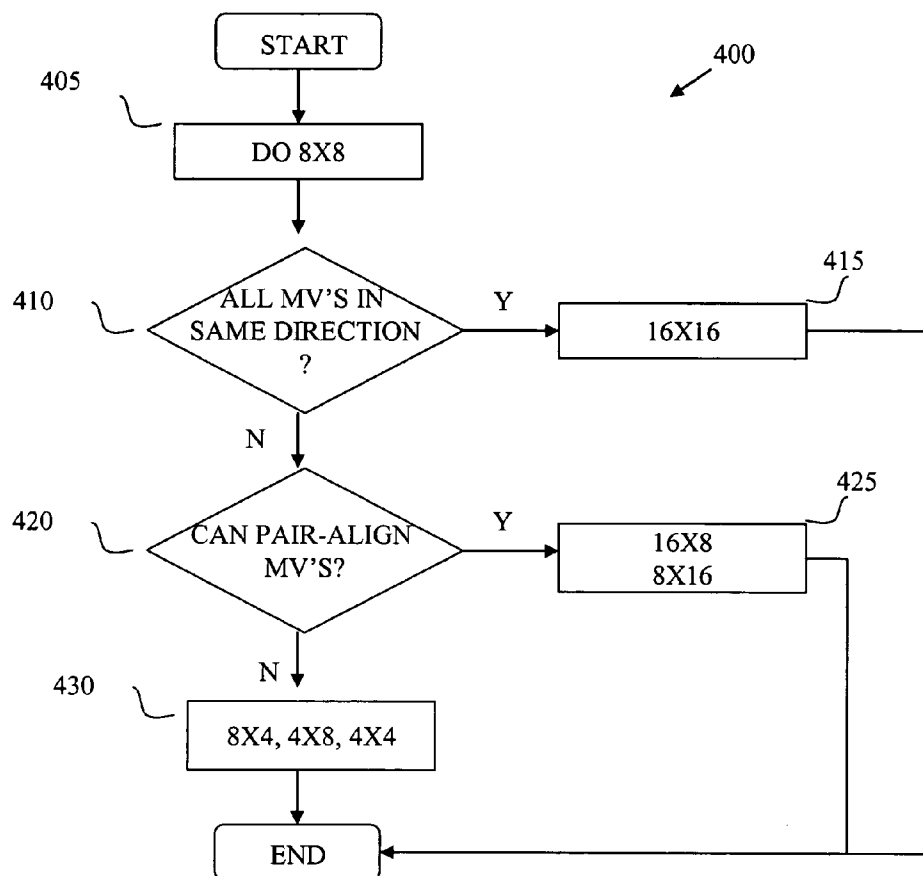 START
400
405
DO 8X8
410
ALL MV'S IN
SAME DIRECTION
?
Y
415
16X16
N
420
CAN PAIR-ALIGN
MV'S?
Y
425
16X8
8X16
N
430
8X4, 4X8, 4X4
END